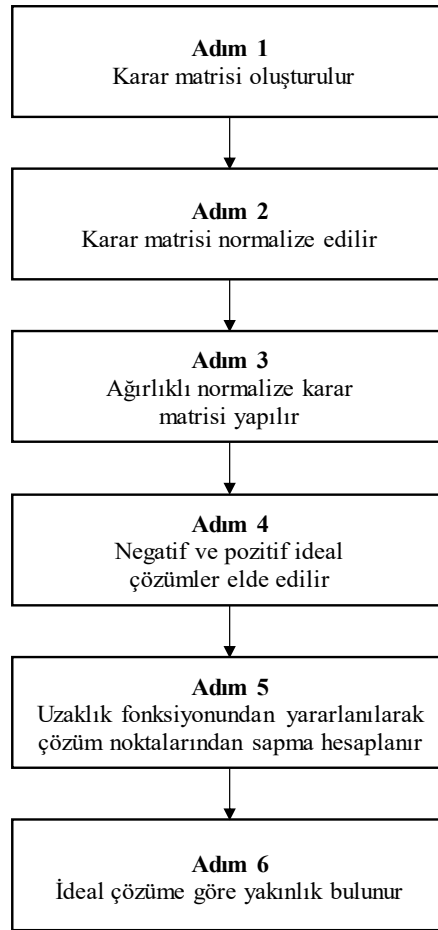 Adım 1
Karar matrisi oluşturulur
Adım 2
Karar matrisi normalize edilir
Adım 3
Ağırlıklı normalize karar
matrisi yapılır
Adım 4
Negatif ve pozitif ideal
çözümler elde edilir
Adım 5
Uzaklık fonksiyonundan yararlanılarak
çözüm noktalarından sapma hesaplanır
Adım 6
İdeal çözüme göre yakınlık bulunur